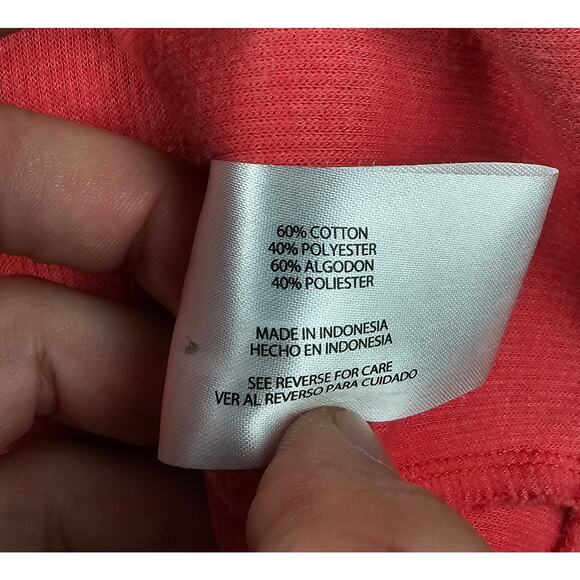 60% COTTON
40% POLYESTER
60% ALGODON
40% POLIESTER
MADE IN INDONESIA
HECHO EN INDONESIA
SEE REVERSE FOR CARE
VER AL REVERSO PARA CUIDADO